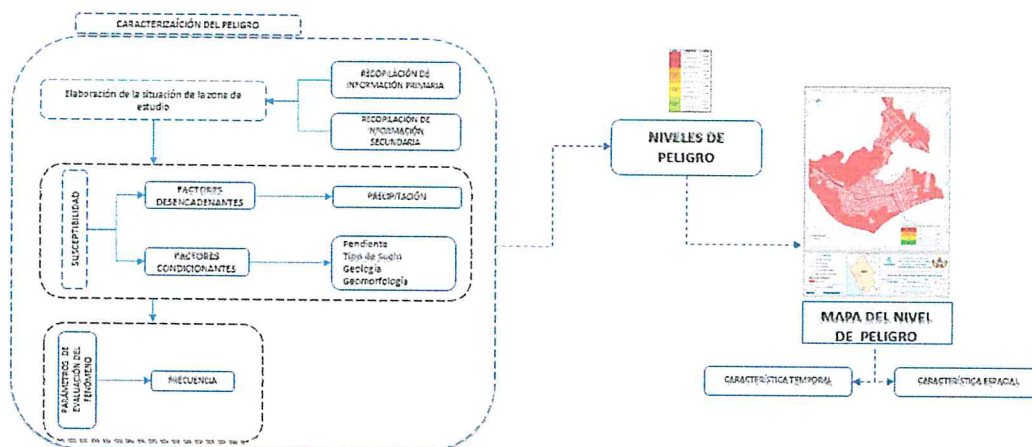 CARACTERIZAÍCIÓN DEL PELIGRO
Elaboración de la situación de la zona de
estudio
RECOPILACIÓN DE
INFORMACIÓN PRIMARIA
RECOPILACIÓN DE
INFORMACIÓN
SECUNDARIA
SUSCEPTIBILIDAD
FACTORES
DESENCADENANTES
PRECIPITACIÓN
FACTORES
CONDICIONANTES
Pendiente
Tipo de Suelo
Geología
Geomorfología
PARÁMETROS DE
EVALUACIÓN DEL
FENÓMENO
FRECUENCIA
NIVELES DE
PELIGRO
MAPA DEL NIVEL
DE PELIGRO
CARACTERÍSTICA TEMPORAL
CARACTERÍSTICA ESPACIAL